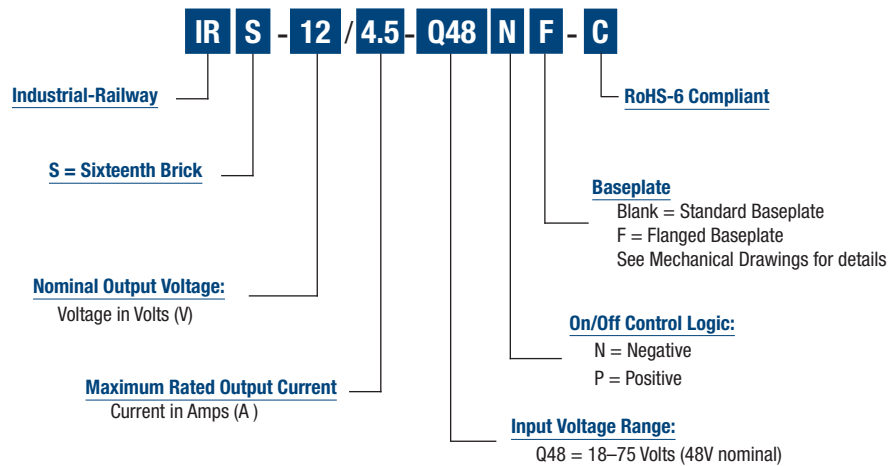 IR S - 12 / 4.5 - Q48 N F - C
Industrial-Railway
RoHS-6 Compliant
S = Sixteenth Brick
Baseplate
Blank = Standard Baseplate
F = Flanged Baseplate
See Mechanical Drawings for details
Nominal Output Voltage:
Voltage in Volts (V)
On/Off Control Logic:
N = Negative
P = Positive
Maximum Rated Output Current
Current in Amps (A )
Input Voltage Range:
Q48 = 18–75 Volts (48V nominal)